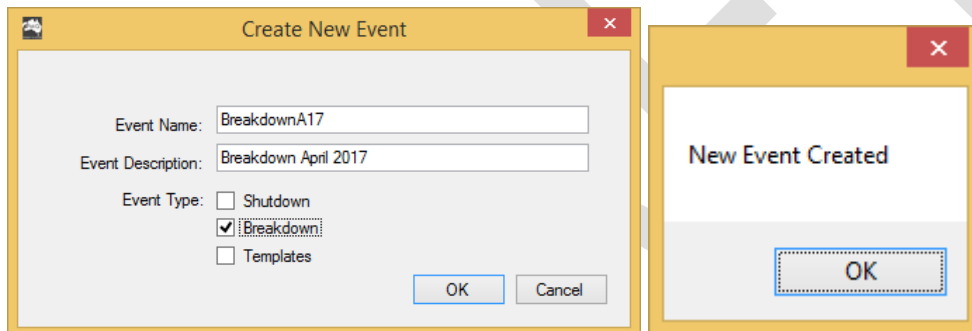 Create New Event
Event Name: BreakdownA17
Event Description: Breakdown April 2017
Event Type: Shutdown
Breakdown
Templates
OK Cancel
New Event Created
OK